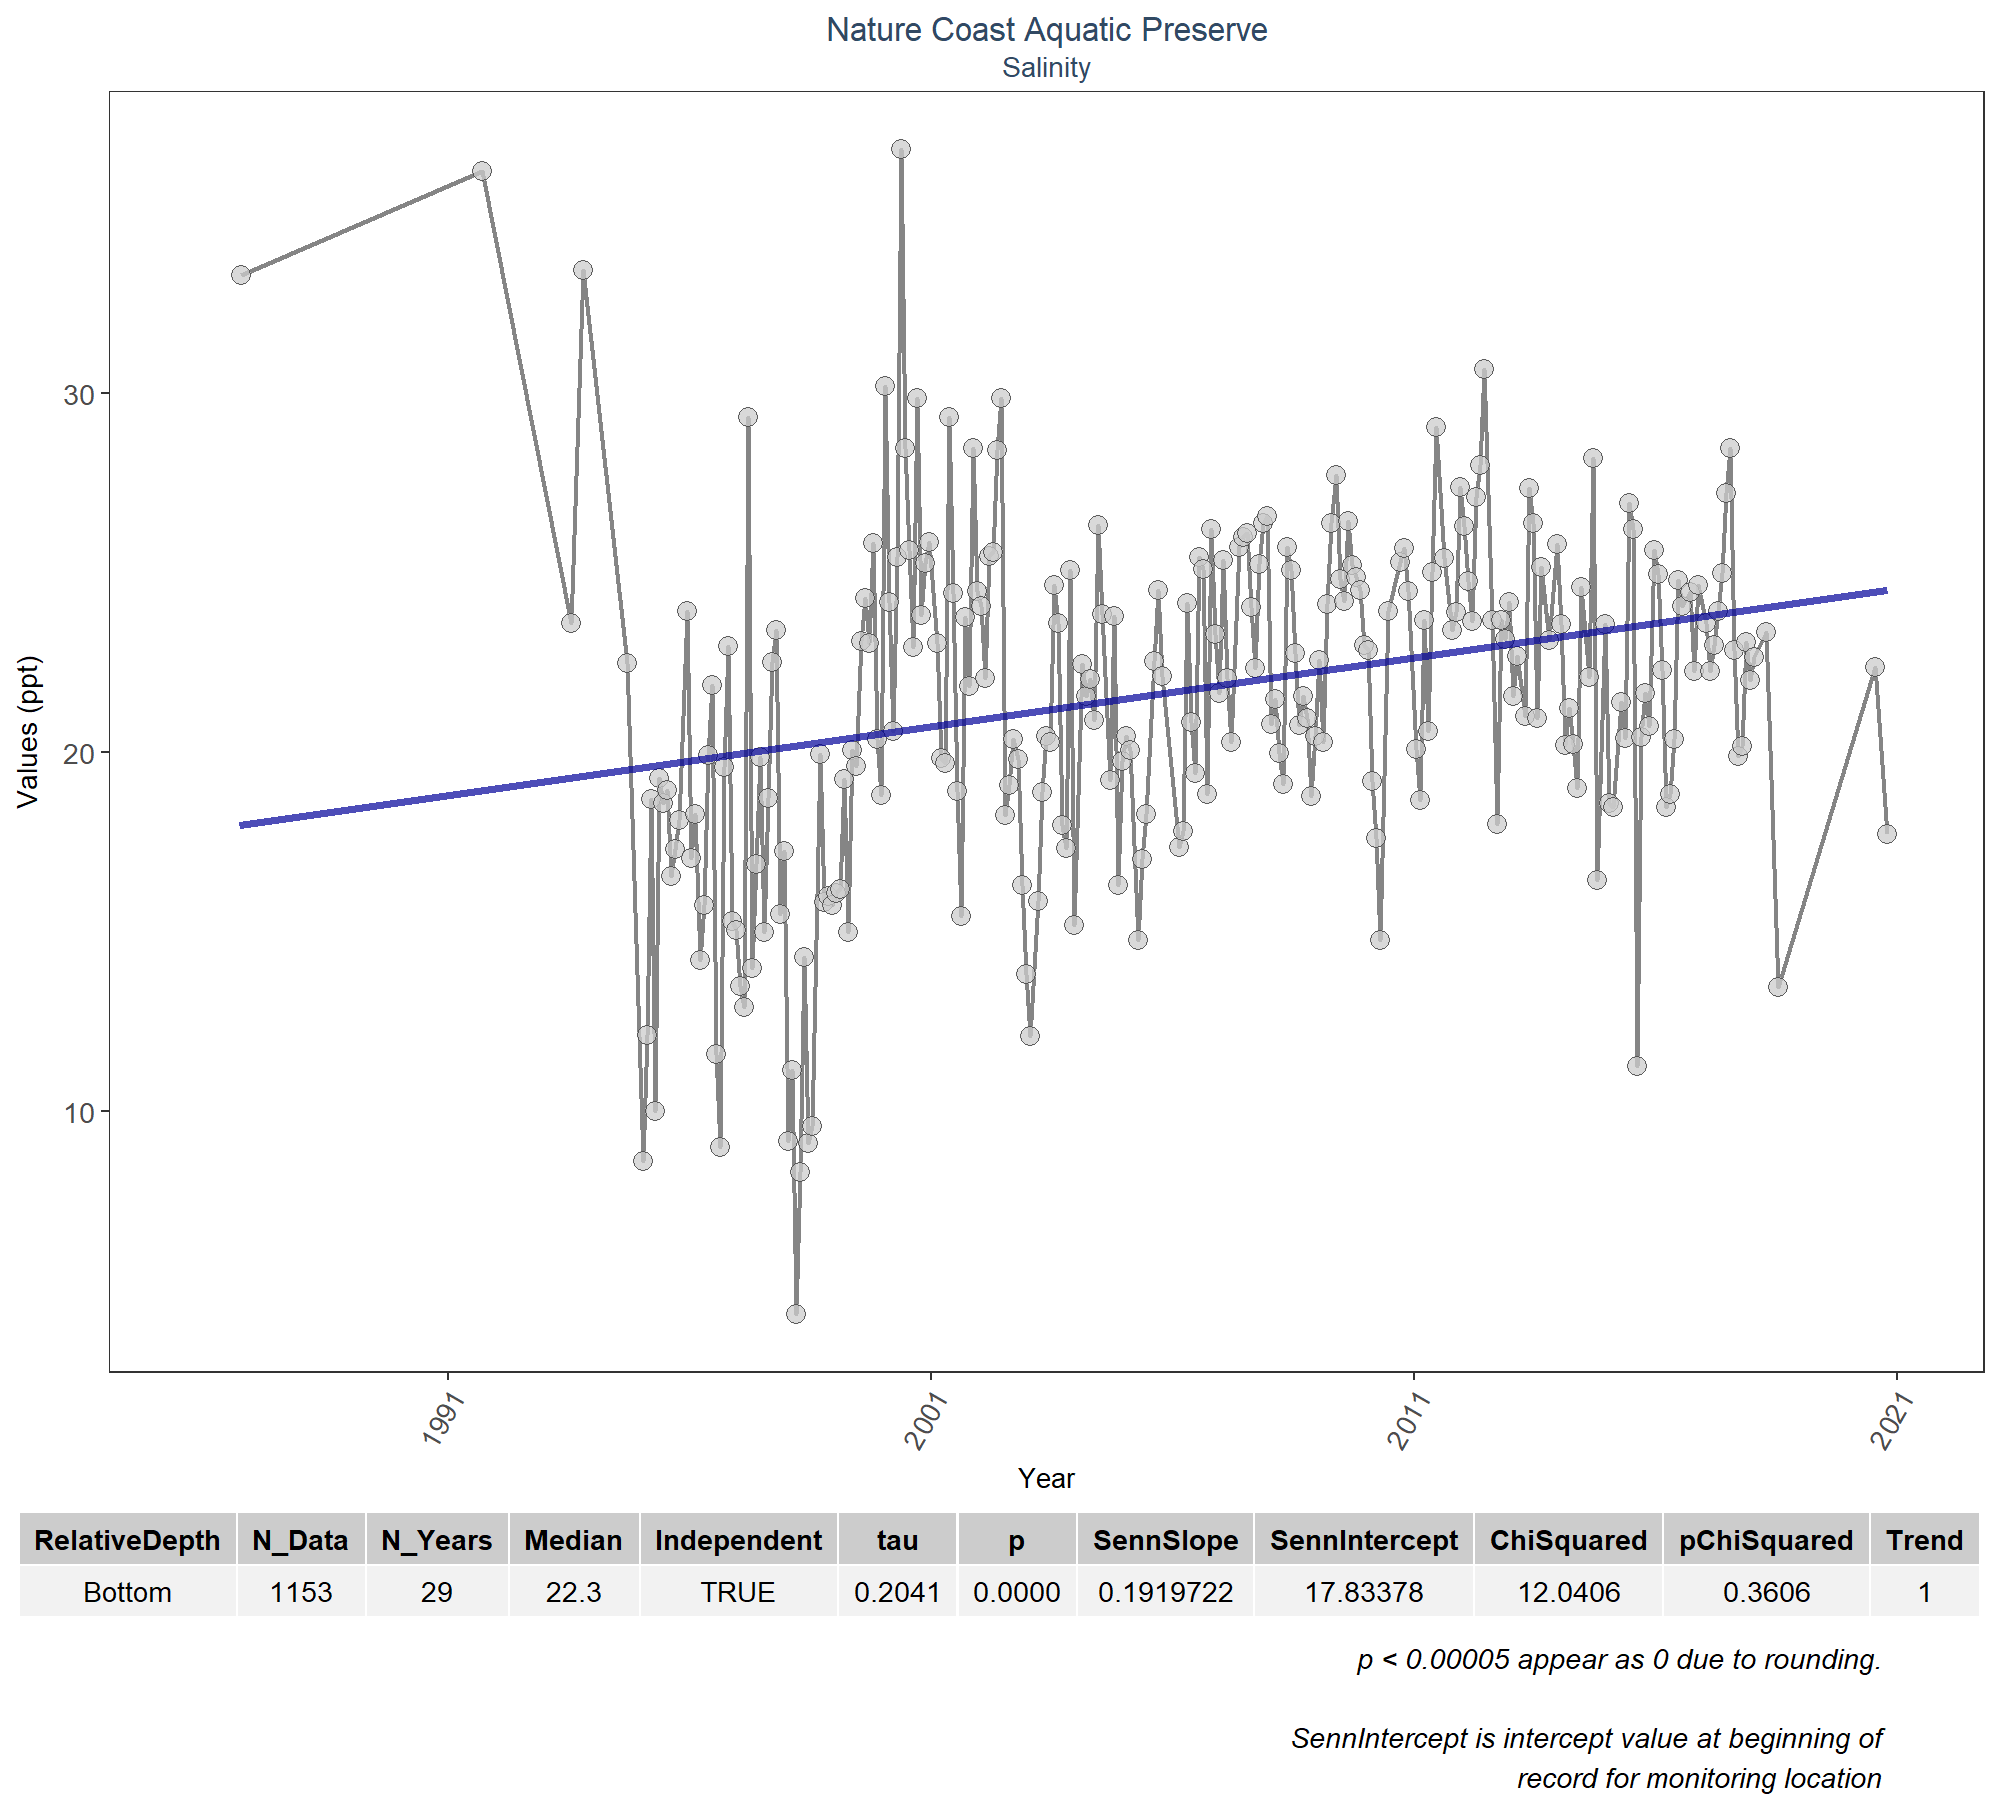 Nature Coast Aquatic Preserve
Salinity
Values (ppt)
30
20
10
1991
2001
2011
2021
Year
RelativeDepth N_Data N_Years Median Independent tau p SennSlope SennIntercept ChiSquared pChiSquared Trend
Bottom 1153 29 22.3 TRUE 0.2041 0.0000 0.1919722 17.83378 12.0406 0.3606 1
p < 0.00005 appear as 0 due to rounding.
SennIntercept is intercept value at beginning of
record for monitoring location